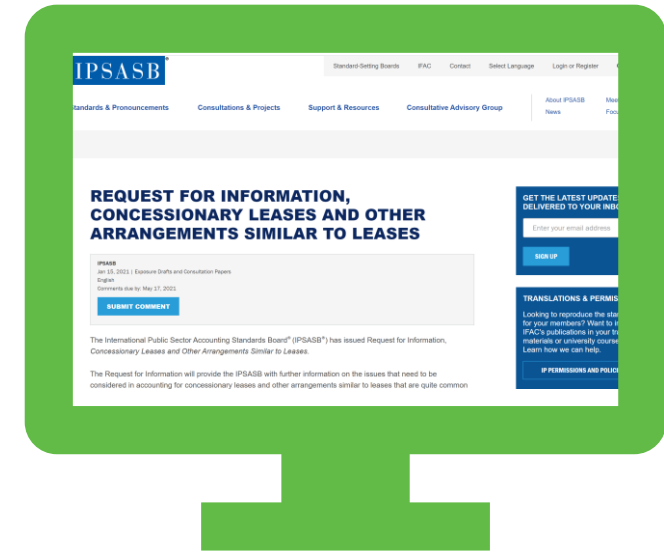 IPSASB®
Standard-Setting Boards IFAC Contact Select Language Login or Register
Standards & Pronouncements Consultations & Projects Support & Resources Consultative Advisory Group
About IPSASB
News
REQUEST FOR INFORMATION,
CONCESSIONARY LEASES AND OTHER
ARRANGEMENTS SIMILAR TO LEASES
IPSASB
Jan 15, 2021 | Exposure Drafts and Consultation Papers
English
Comments due by: May 17, 2021
SUBMIT COMMENT
The International Public Sector Accounting Standards Board® (IPSASB®) has issued Request for Information,
Concessionary Leases and Other Arrangements Similar to Leases.
The Request for Information will provide the IPSASB with further information on the issues that need to be
considered in accounting for concessionary leases and other arrangements similar to leases that are quite common
GET THE LATEST UPDATE
DELIVERED TO YOUR INBO
Enter your email address
SIGN UP
TRANSLATIONS & PERMIS
Looking to reproduce the sta
for your members? Want to in
IFAC's publications in your tra
materials or university course
Learn how we can help.
IP PERMISSIONS AND POLIC